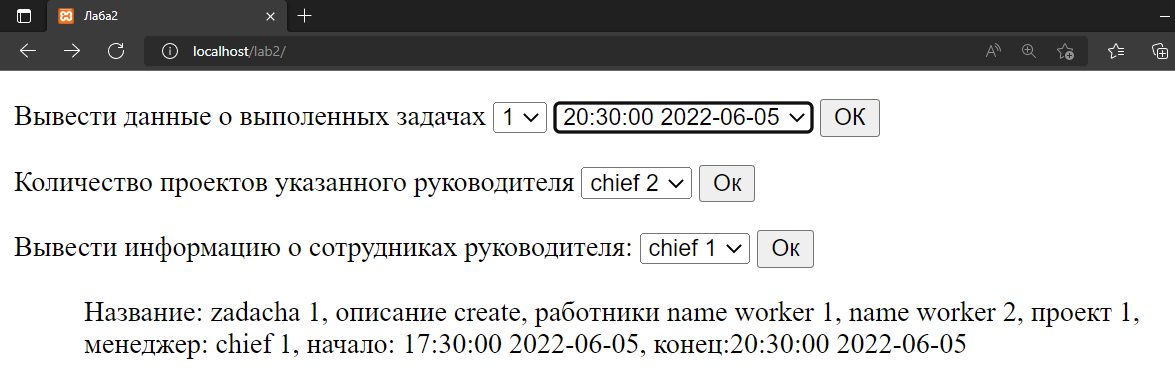 Лаба2
localhost/lab2/
Вывести данные о выполенных задачах 1 20:30:00 2022-06-05 ОК
Количество проектов указанного руководителя chief 2 Ок
Вывести информацию о сотрудниках руководителя: chief 1 Ок
Название: zadacha 1, описание create, работники name worker 1, name worker 2, проект 1,
менеджер: chief 1, начало: 17:30:00 2022-06-05, конец:20:30:00 2022-06-05